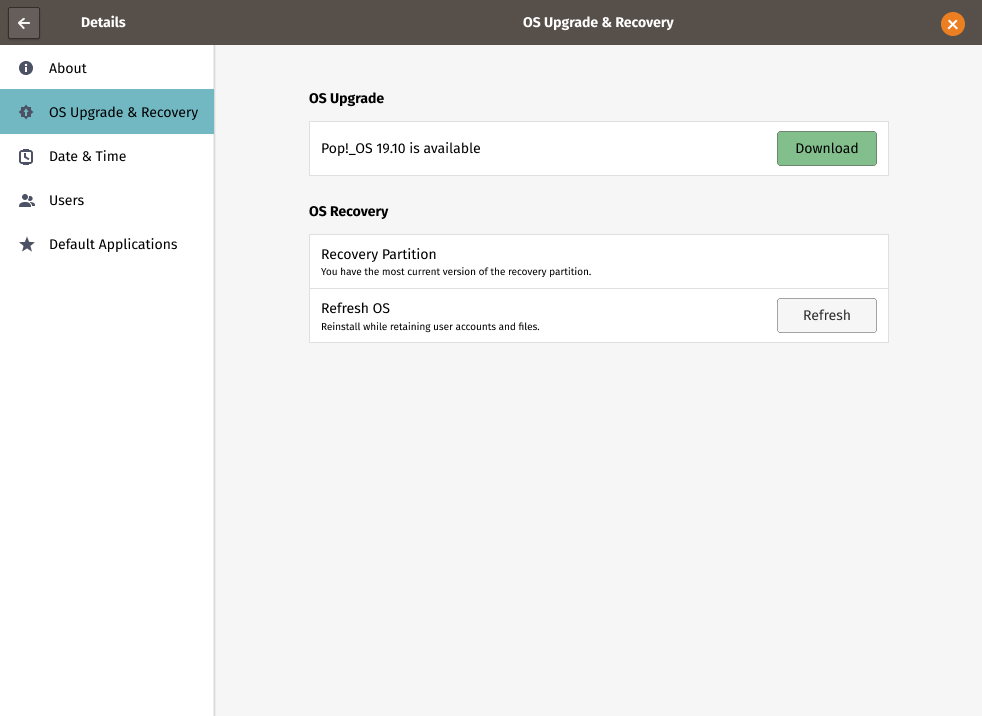 Details
OS Upgrade & Recovery
About
OS Upgrade & Recovery
Date & Time
Users
Default Applications
OS Upgrade
Pop!_OS 19.10 is available
Download
OS Recovery
Recovery Partition
You have the most current version of the recovery partition.
Refresh OS
Reinstall while retaining user accounts and files.
Refresh